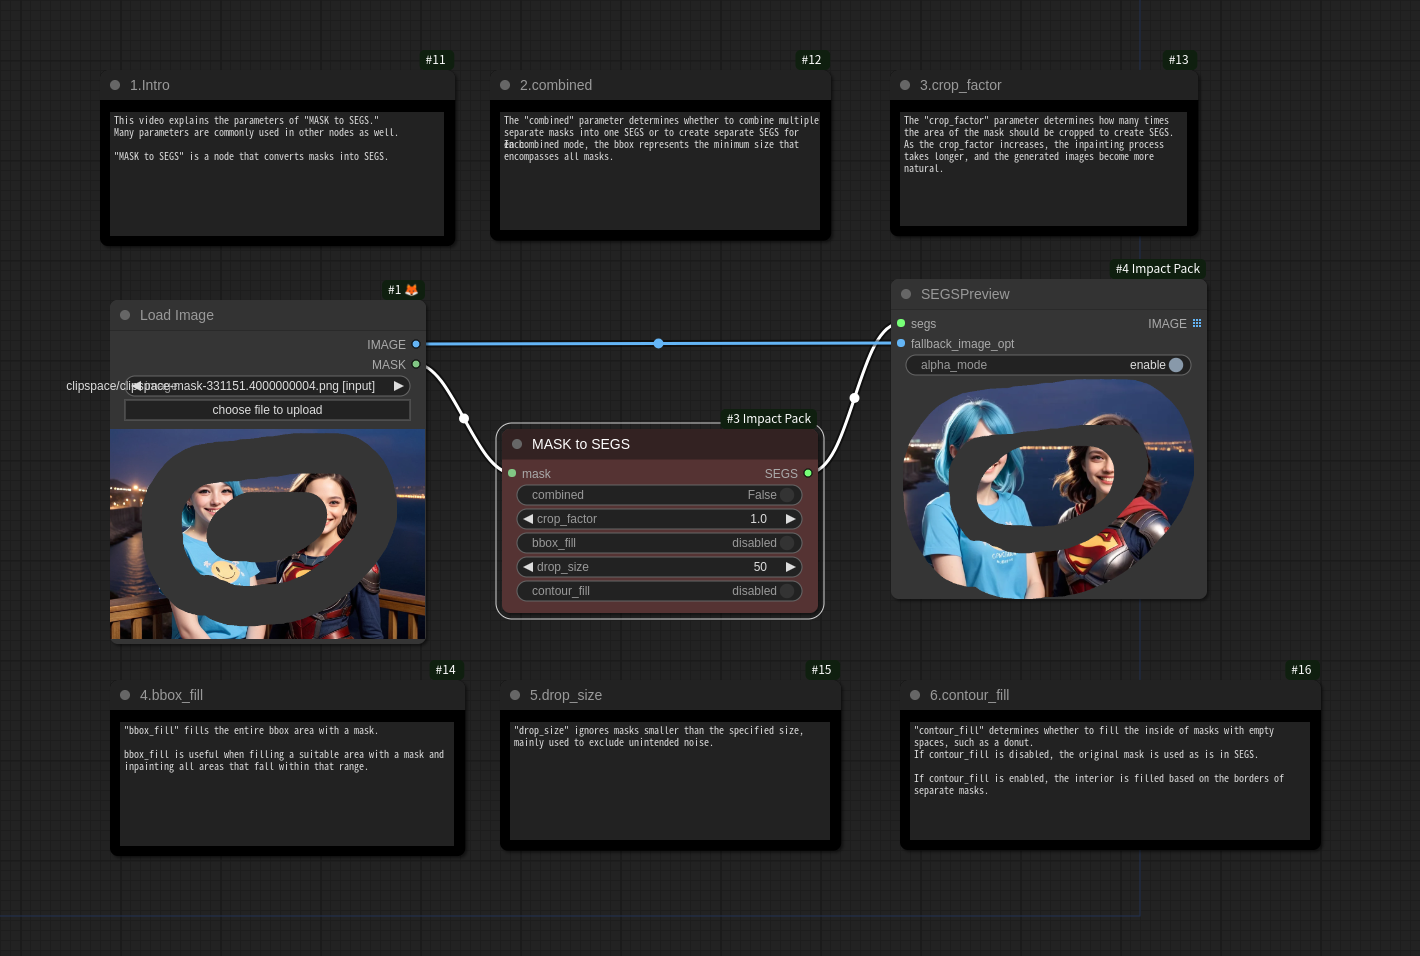 #11
1.Intro
This video explains the parameters of "MASK to SEGS."
Many parameters are commonly used in other nodes as well.
"MASK to SEGS" is a node that converts masks into SEGS.
#12
2.combined
The "combined" parameter determines whether to combine multiple
separate masks into one SEGS or to create separate SEGS for
In combined mode, the bbox represents the minimum size that
encompasses all masks.
#13
3.crop_factor
The "crop_factor" parameter determines how many times
the area of the mask should be cropped to create SEGS.
As the crop_factor increases, the inpainting process
takes longer, and the generated images become more
natural.
#1
Load Image
IMAGE
MASK
mask-331151.4000000004.png [input]
choose file to upload
#3 Impact Pack
MASK to SEGS
mask SEGS
combined False
crop_factor 1.0
bbox_fill disabled
drop_size 50
contour_fill disabled
#4 Impact Pack
SEGSPreview
segs IMAGE
fallback_image_opt
alpha_mode enable
#14
4.bbox_fill
"bbox_fill" fills the entire bbox area with a mask.
bbox_fill is useful when filling a suitable area with a mask and
inpainting all areas that fall within that range.
#15
5.drop_size
"drop_size" ignores masks smaller than the specified size,
mainly used to exclude unintended noise.
#16
6.contour_fill
"contour_fill" determines whether to fill the inside of masks with empty
spaces, such as a donut.
If contour_fill is disabled, the original mask is used as is in SEGS.
If contour_fill is enabled, the interior is filled based on the borders of
separate masks.